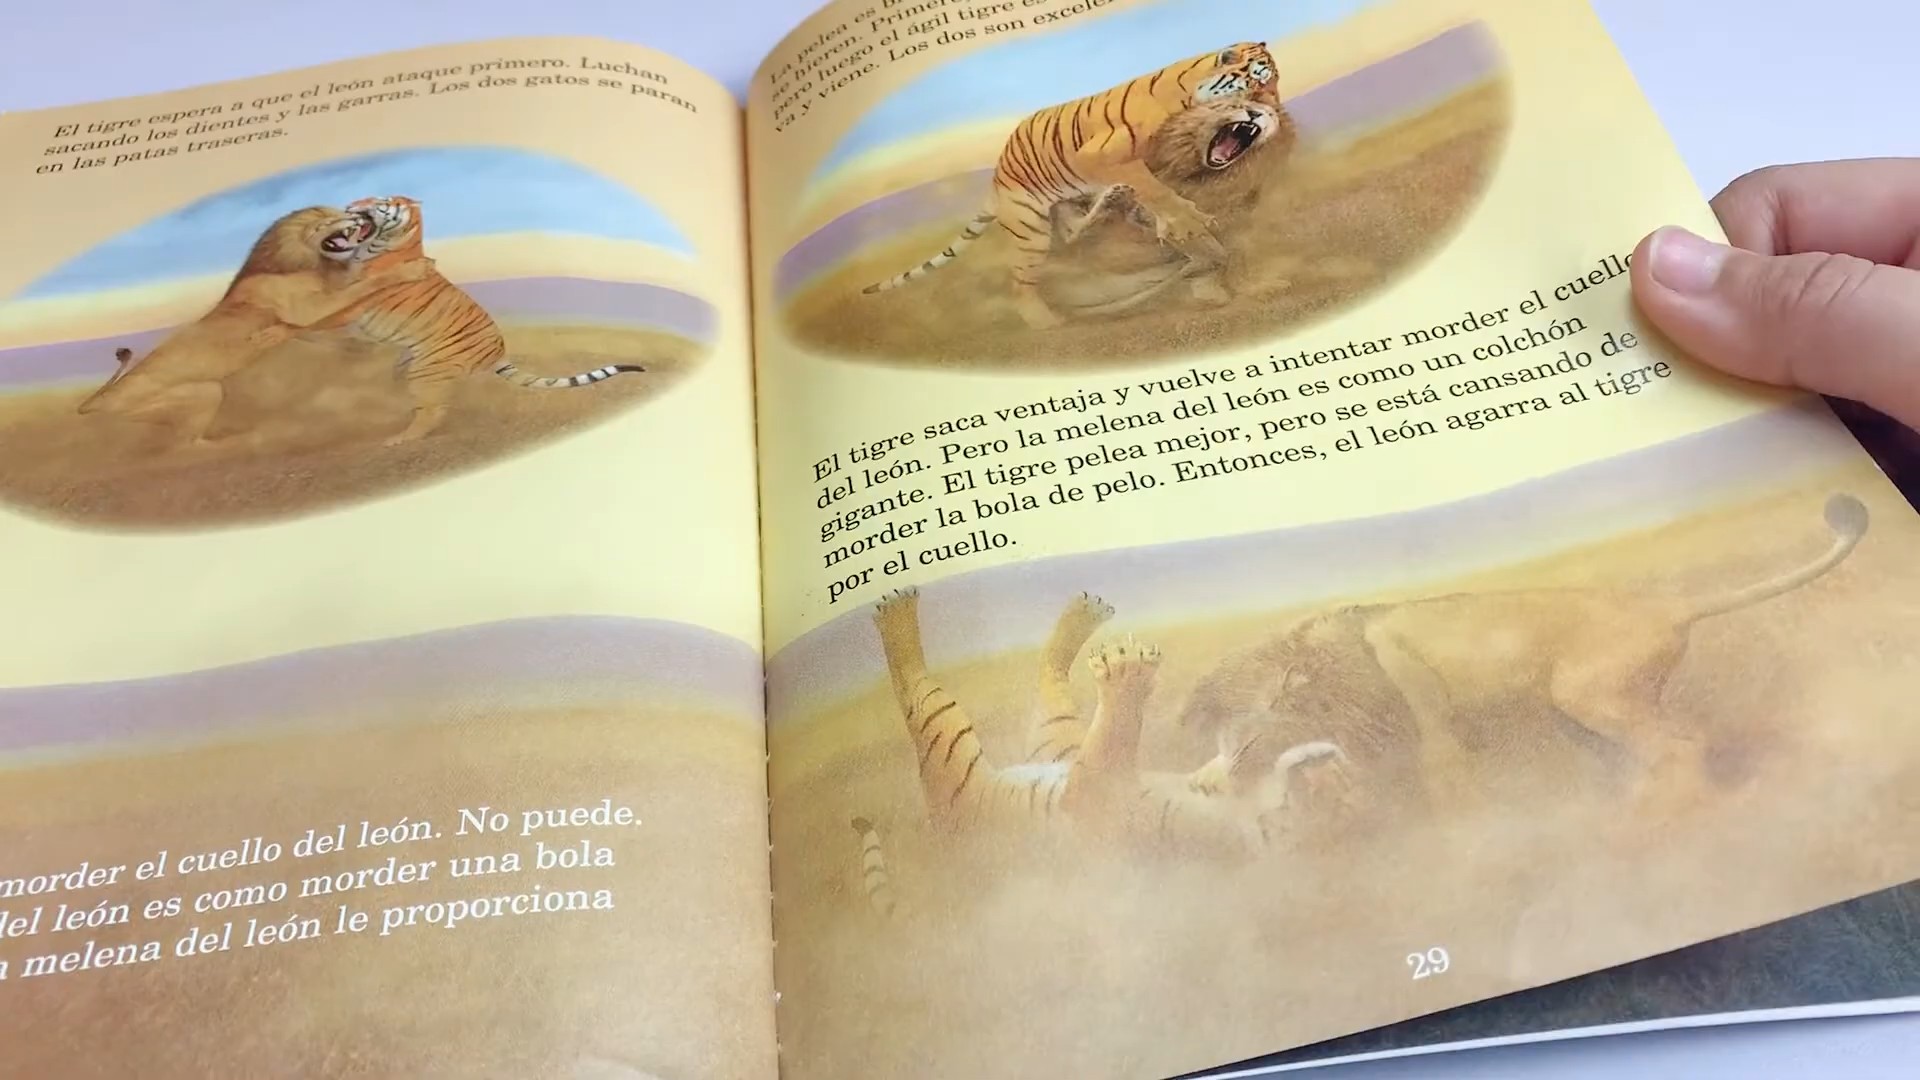 El tigre espera a que el león ataque primero. Luchan
sacando los dientes y las garras. Los dos gatos se paran
en las patas traseras.
morder el cuello del león. No puede.
del león es como morder una bola
melena del león le proporciona
La pelea es
se hieren. Primero,
pero luego el ágil tigre
va y viene. Los dos son
El tigre saca ventaja y vuelve a intentar morder el cuello
del león. Pero la melena del león es como un colchón
gigante. El tigre pelea mejor, pero se está cansando de
morder la bola de pelo. Entonces, el león agarra al tigre
por el cuello.
29